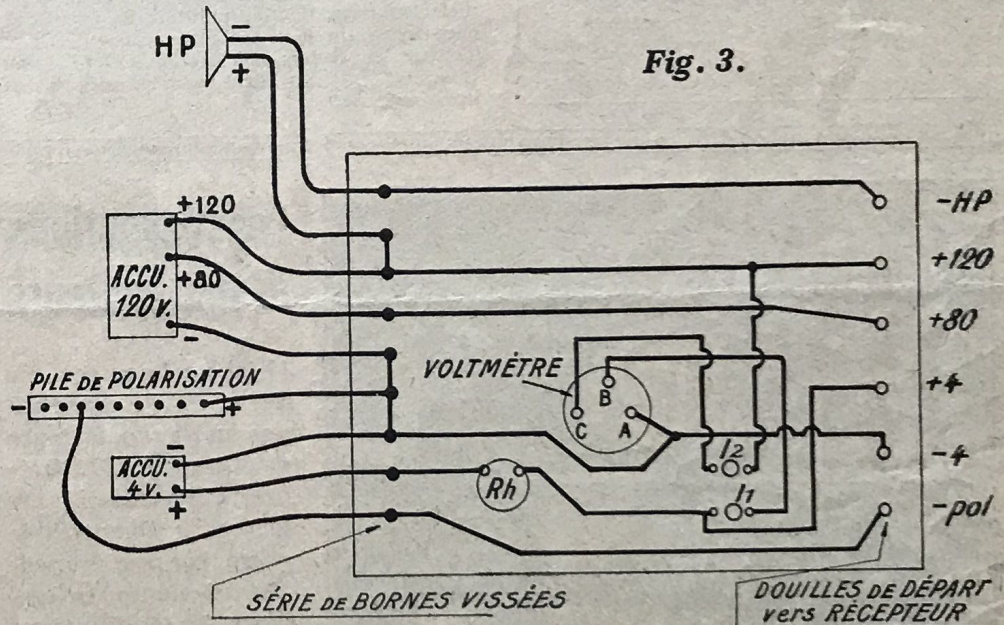 Fig. 3.
HP
-
+
-HP
+120
+120
ACCU.
120 v.
+80
+80
-
PILE DE POLARISATION
-
+
VOLTMÈTRE
B
C
A
+4
-
ACCU.
4 v.
+
Rh
I2
I1
-4
-pol
SÉRIE DE BORNES VISSÉES
DOUILLES DE DÉPART
vers RÉCEPTEUR